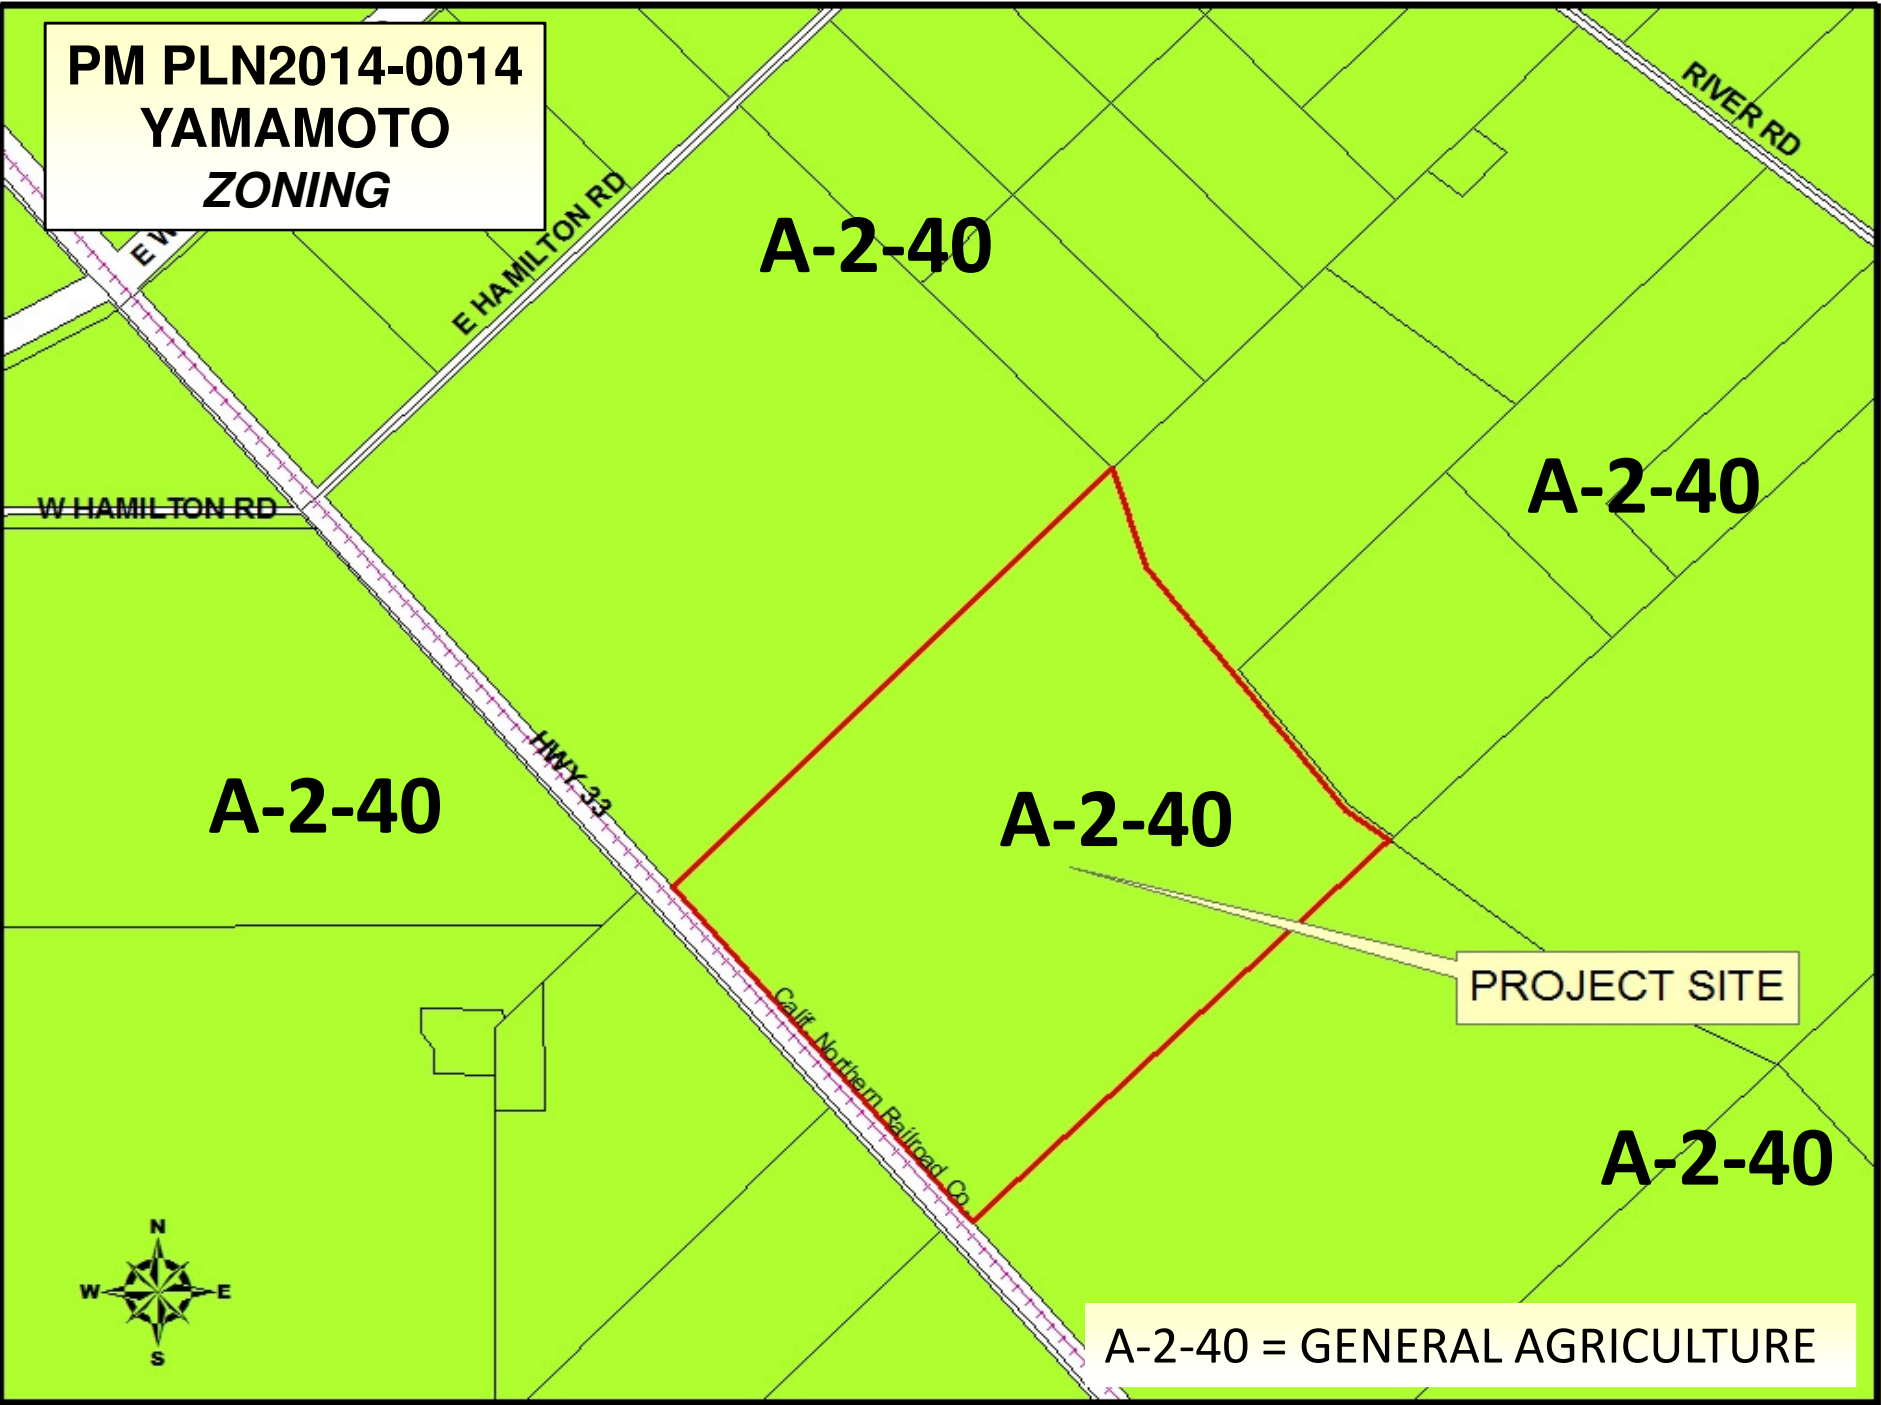 PM PLN2014-0014
YAMAMOTO
ZONING
RIVER RD
E W
E HAMILTON RD
A-2-40
A-2-40
W HAMILTON RD
HWY 33
A-2-40
A-2-40
PROJECT SITE
Calif. Northern Railroad Co.
A-2-40
N
W E
S
A-2-40 = GENERAL AGRICULTURE